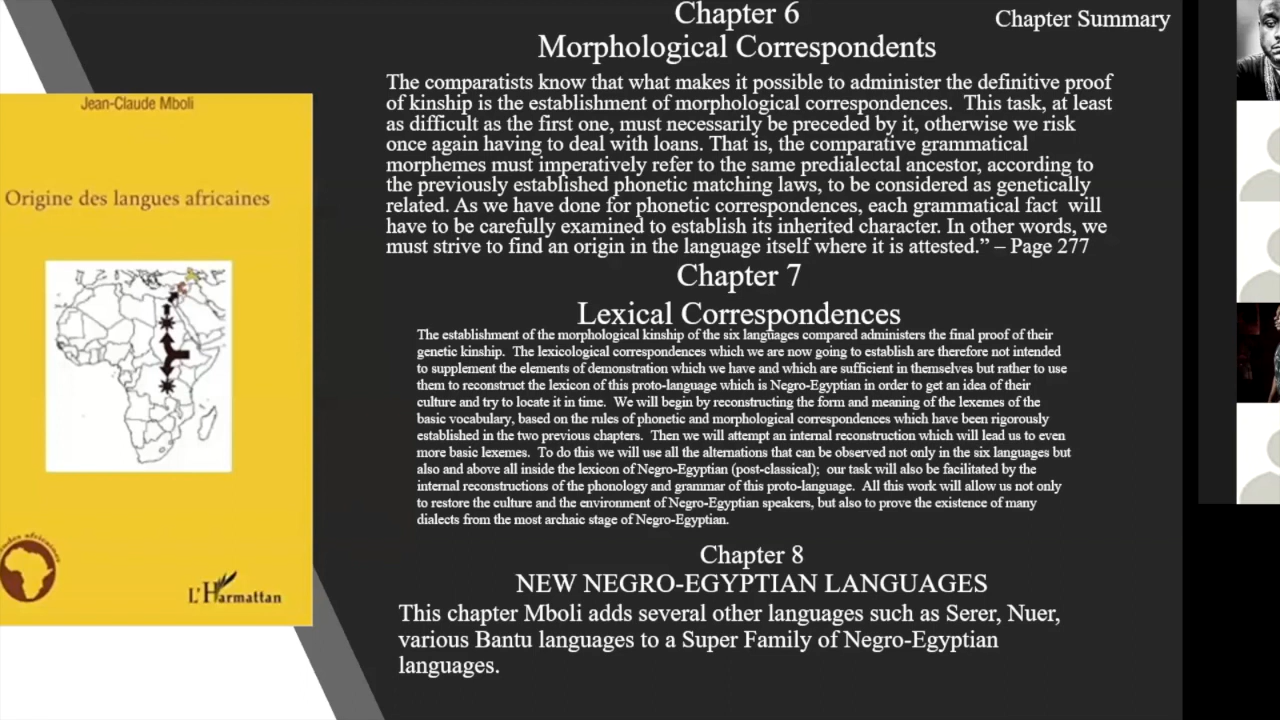 Chapter Summary
Chapter 6
Morphological Correspondents
The comparatists know that what makes it possible to administer the definitive proof
of kinship is the establishment of morphological correspondences.  This task, at least
as difficult as the first one, must necessarily be preceded by it, otherwise we risk
once again having to deal with loans. That is, the comparative grammatical
morphemes must imperatively refer to the same predialectal ancestor, according to
the previously established phonetic matching laws, to be considered as genetically
related. As we have done for phonetic correspondences, each grammatical fact  will
have to be carefully examined to establish its inherited character. In other words, we
must strive to find an origin in the language itself where it is attested.” – Page 277
Chapter 7
Lexical Correspondences
The establishment of the morphological kinship of the six languages compared administers the final proof of their
genetic kinship.  The lexicological correspondences which we are now going to establish are therefore not intended
to supplement the elements of demonstration which we have and which are sufficient in themselves but rather to use
them to reconstruct the lexicon of this proto-language which is Negro-Egyptian in order to get an idea of their
culture and try to locate it in time.  We will begin by reconstructing the form and meaning of the lexemes of the
basic vocabulary, based on the rules of phonetic and morphological correspondences which have been rigorously
established in the two previous chapters.  Then we will attempt an internal reconstruction which will lead us to even
more basic lexemes.  To do this we will use all the alternations that can be observed not only in the six languages but
also and above all inside the lexicon of Negro-Egyptian (post-classical);  our task will also be facilitated by the
internal reconstructions of the phonology and grammar of this proto-language.  All this work will allow us not only
to restore the culture and the environment of Negro-Egyptian speakers, but also to prove the existence of many
dialects from the most archaic stage of Negro-Egyptian.
Chapter 8
NEW NEGRO-EGYPTIAN LANGUAGES
This chapter Mboli adds several other languages such as Serer, Nuer,
various Bantu languages to a Super Family of Negro-Egyptian
languages.
Jean-Claude Mboli
Origine des langues africaines
africaines
L'Harmattan